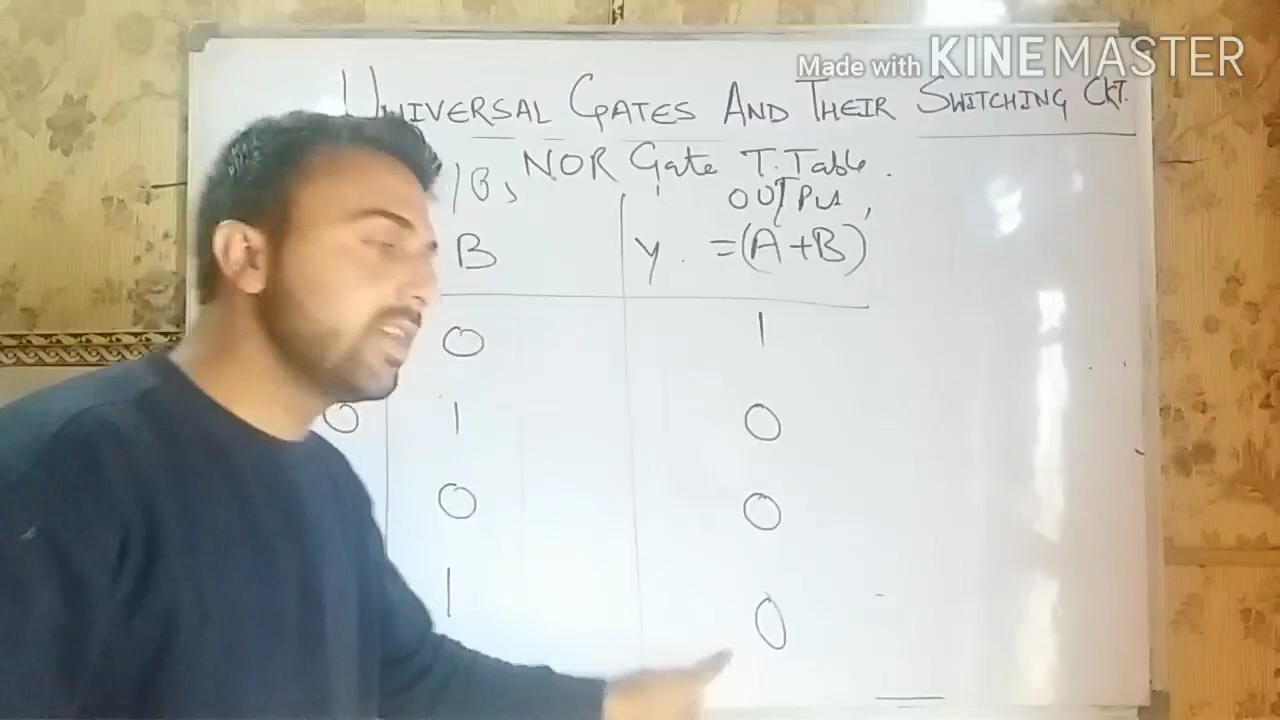 Made with KINEMASTER
UNIVERSAL GATES AND THEIR SWITCHING CKT.
NOR Gate T. Table.
B Y = (A+B)
0 1
0 1 0
0 0
1 0